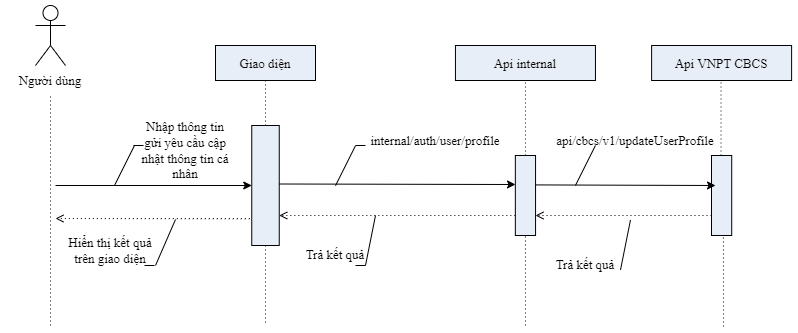 Người dùng
Giao diện
Api internal
Api VNPT CBCS
Nhập thông tin
gửi yêu cầu cập
nhật thông tin cá
nhân
internal/auth/user/profile
api/cbcs/v1/updateUserProfile
Hiển thị kết quả
trên giao diện
Trả kết quả
Trả kết quả